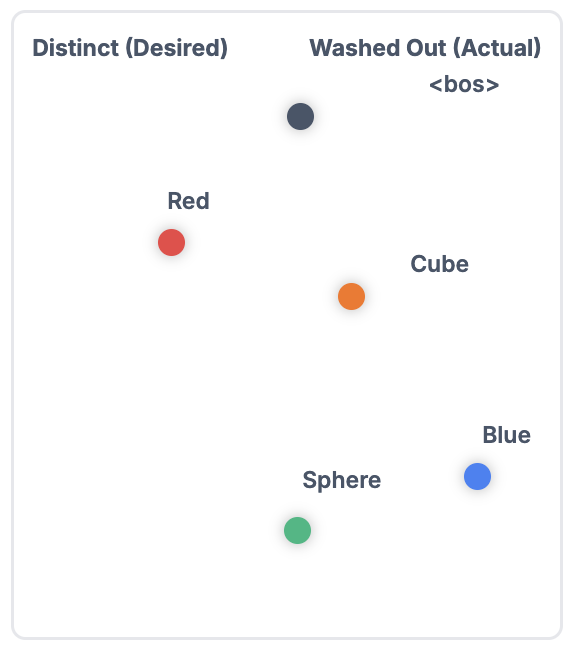 Distinct (Desired)
Washed Out (Actual)
<bos>
Red
Cube
Blue
Sphere